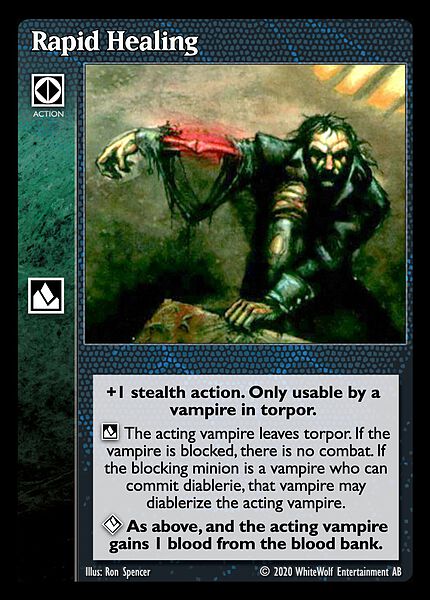 Rapid Healing
ACTION
+1 stealth action. Only usable by a
vampire in torpor.
The acting vampire leaves torpor. If the
vampire is blocked, there is no combat. If
the blocking minion is a vampire who can
commit diablerie, that vampire may
diablerize the acting vampire.
As above, and the acting vampire
gains 1 blood from the blood bank.
Illus: Ron Spencer © 2020 WhiteWolf Entertainment AB